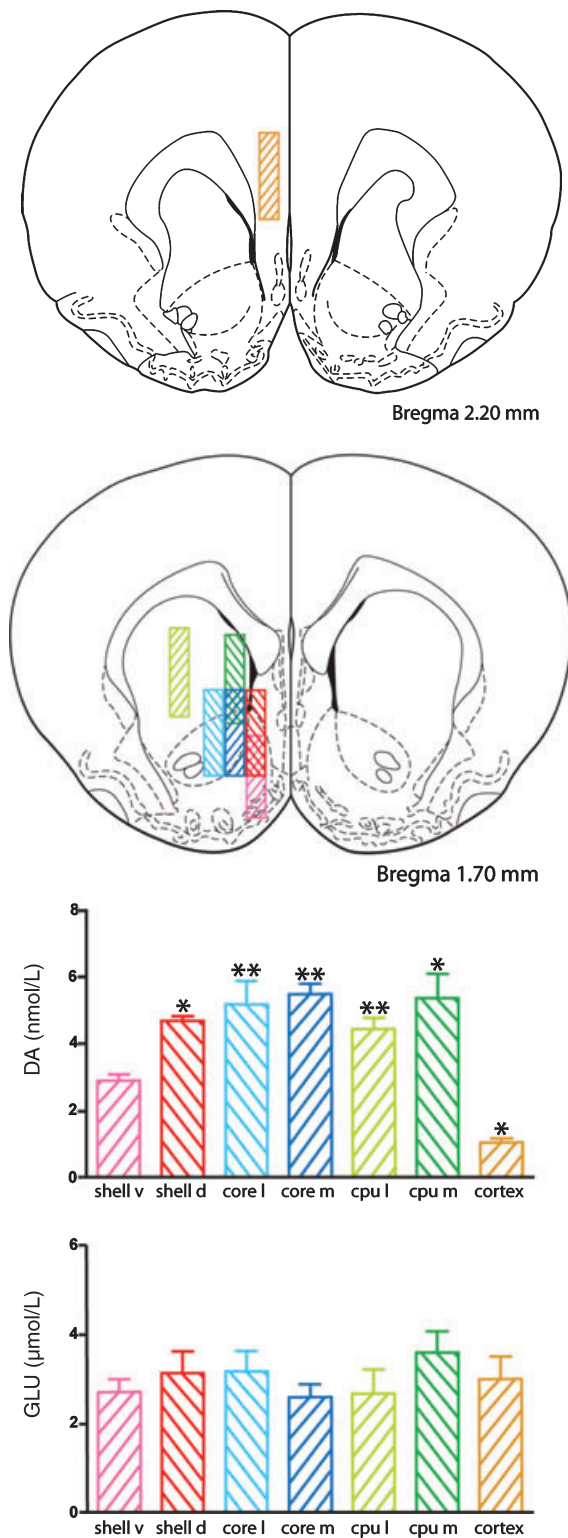 Bregma 2.20 mm
Bregma 1.70 mm
8
6
4
2
0
DA (nmol/L)
*
**
**
**
*
*
shell v shell d core l core m cpu l cpu m cortex
6
4
2
0
GLU (μmol/L)
shell v shell d core l core m cpu l cpu m cortex